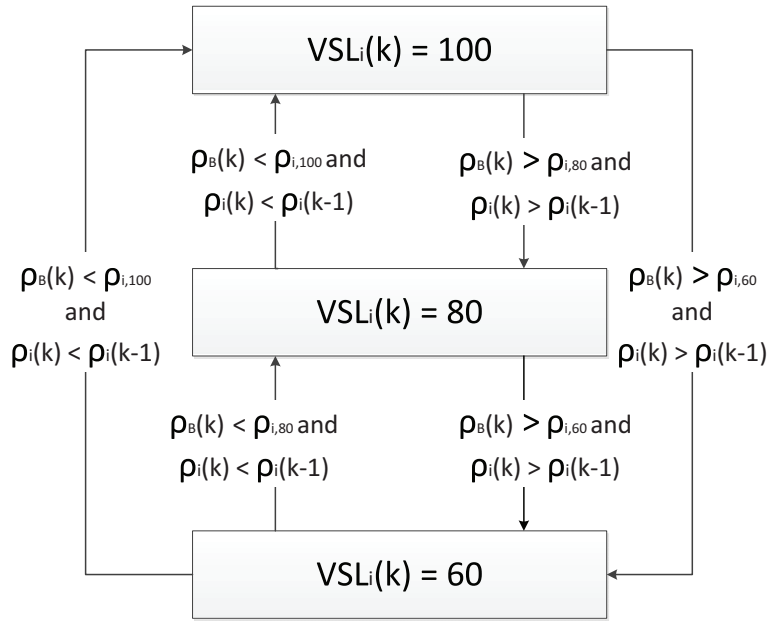 VSLi(k) = 100
ρB(k) < ρi,100 and
ρi(k) < ρi(k-1)
ρB(k) > ρi,80 and
ρi(k) > ρi(k-1)
ρB(k) < ρi,100
and
ρi(k) < ρi(k-1)
VSLi(k) = 80
ρB(k) > ρi,60
and
ρi(k) > ρi(k-1)
ρB(k) < ρi,80 and
ρi(k) < ρi(k-1)
ρB(k) > ρi,60 and
ρi(k) > ρi(k-1)
VSLi(k) = 60